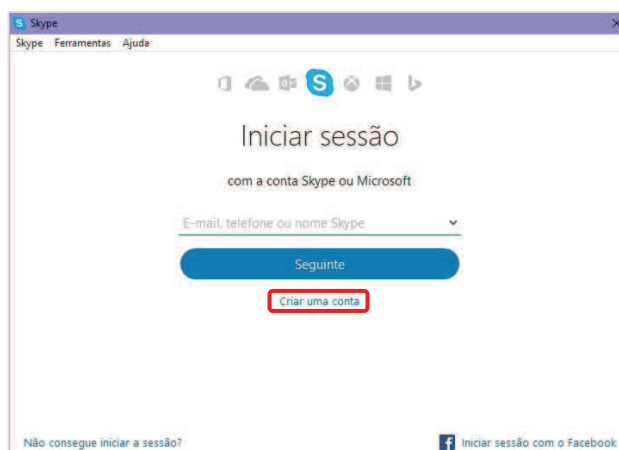 Skype
Skype Ferramentas Ajuda
Iniciar sessão
com a conta Skype ou Microsoft
E-mail, telefone ou nome Skype
Seguinte
Criar uma conta
Não consegue iniciar a sessão? Iniciar sessão com o Facebook